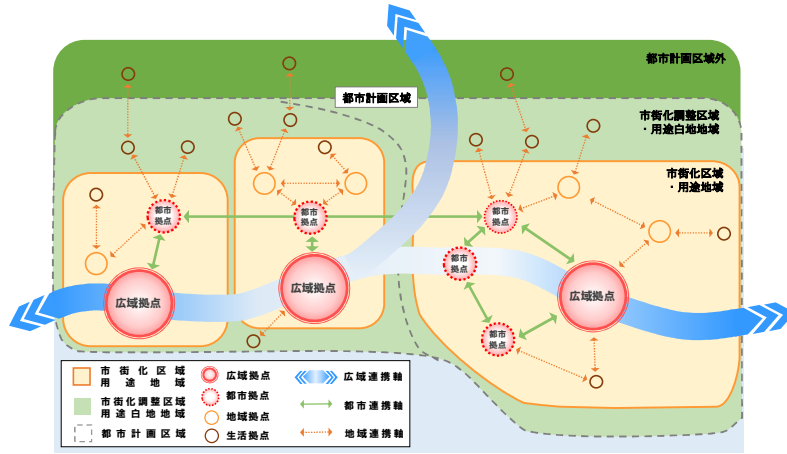 都市計画区域外
都市計画区域
市街化調整区域
・用途白地地域
市街化区域
・用途地域
都市
拠点
都市
拠点
都市
拠点
都市
拠点
広域拠点
広域拠点
広域拠点
都市
拠点
市街化区域
用途地域
市街化調整区域
用途白地地域
都市計画区域
広域拠点
都市拠点
地域拠点
生活拠点
広域連携軸
都市連携軸
地域連携軸